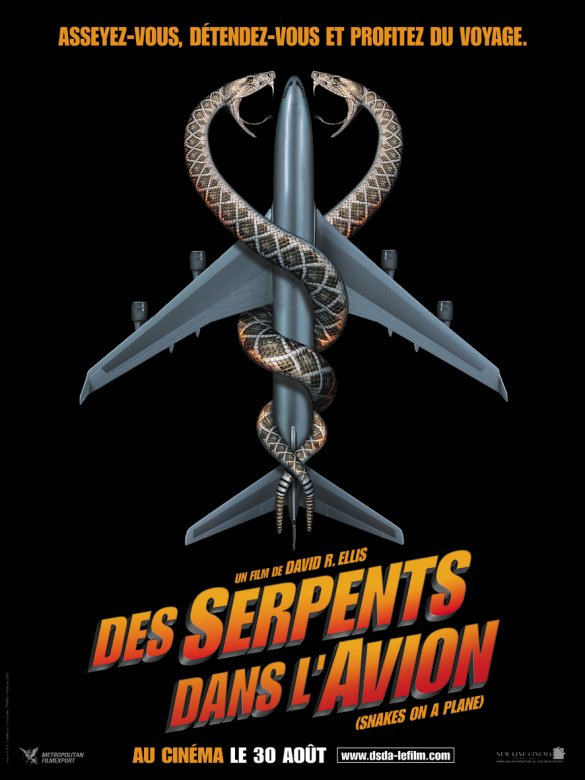 ASSEYEZ-VOUS, DÉTENDEZ-VOUS ET PROFITEZ DU VOYAGE.
UN FILM DE DAVID R. ELLIS
DES SERPENTS
DANS L'AVION
(SNAKES ON A PLANE)
METROPOLITAN
FILMEXPORT
AU CINÉMA LE 30 AOÛT
www.dsda-lefilm.com
NEW LINE CINEMA